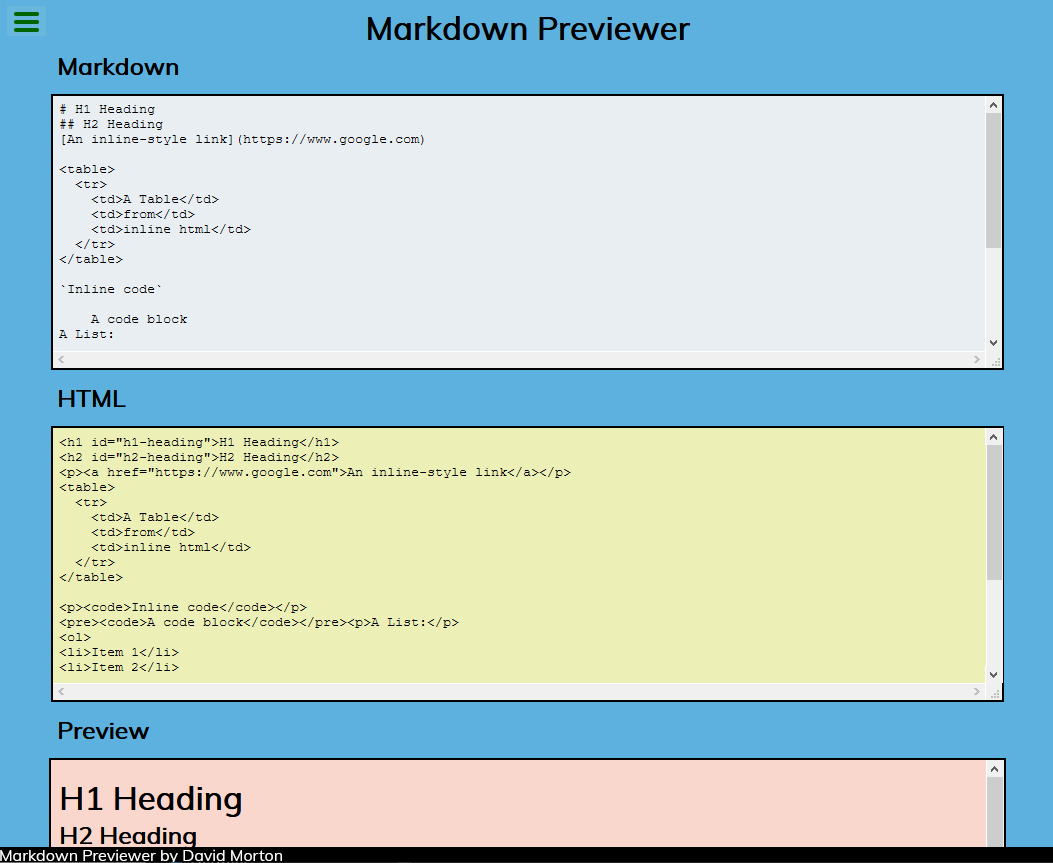 Markdown Previewer
Markdown
# H1 Heading
## H2 Heading
[An inline-style link](https://www.google.com)

<table>
  <tr>
    <td>A Table</td>
    <td>from</td>
    <td>inline html</td>
  </tr>
</table>

`Inline code`

    A code block
A List:
HTML
<h1 id="h1-heading">H1 Heading</h1>
<h2 id="h2-heading">H2 Heading</h2>
<p><a href="https://www.google.com">An inline-style link</a></p>
<table>
  <tr>
    <td>A Table</td>
    <td>from</td>
    <td>inline html</td>
  </tr>
</table>

<p><code>Inline code</code></p>
<pre><code>A code block</code></pre><p>A List:</p>
<ol>
<li>Item 1</li>
<li>Item 2</li>
Preview
H1 Heading
H2 Heading
Markdown Previewer by David Morton